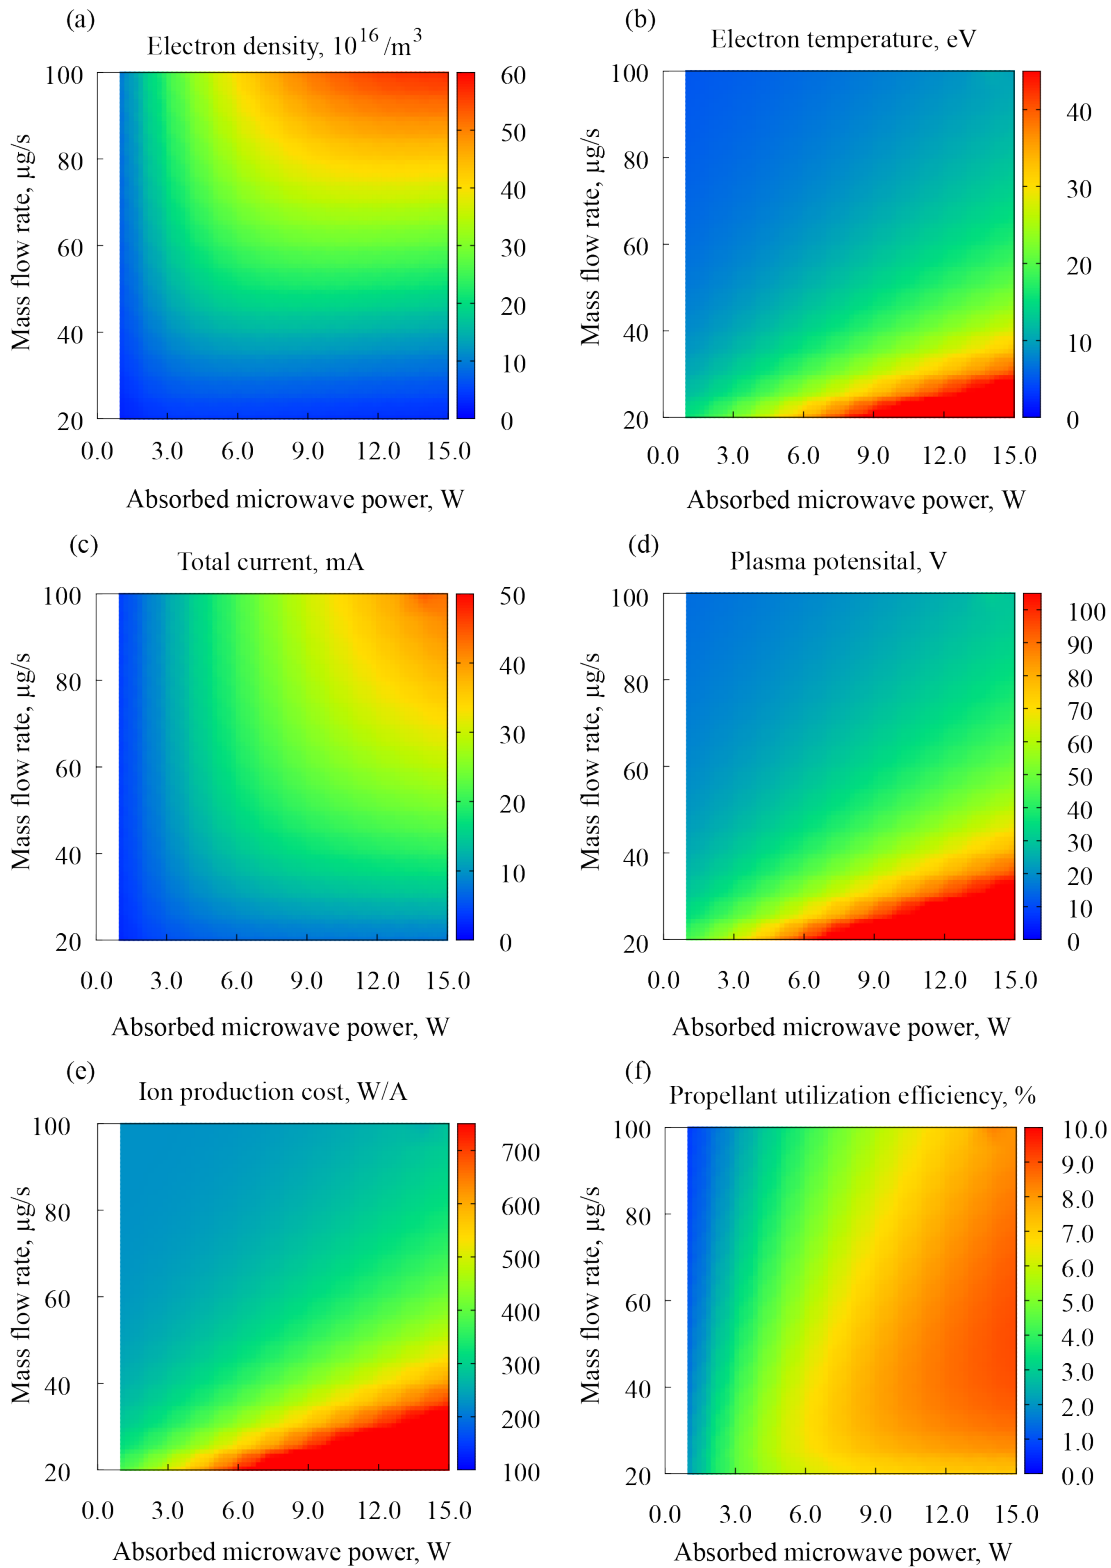 (a)
Electron density, 10^16 /m^3
100
80
60
40
20
Mass flow rate, μg/s
0.0 3.0 6.0 9.0 12.0 15.0
Absorbed microwave power, W
60
50
40
30
20
10
0
(b)
Electron temperature, eV
100
80
60
40
20
Mass flow rate, μg/s
0.0 3.0 6.0 9.0 12.0 15.0
Absorbed microwave power, W
40
30
20
10
0
(c)
Total current, mA
100
80
60
40
20
Mass flow rate, μg/s
0.0 3.0 6.0 9.0 12.0 15.0
Absorbed microwave power, W
50
40
30
20
10
0
(d)
Plasma potensital, V
100
80
60
40
20
Mass flow rate, μg/s
0.0 3.0 6.0 9.0 12.0 15.0
Absorbed microwave power, W
100
90
80
70
60
50
40
30
20
10
0
(e)
Ion production cost, W/A
100
80
60
40
20
Mass flow rate, μg/s
0.0 3.0 6.0 9.0 12.0 15.0
Absorbed microwave power, W
700
600
500
400
300
200
100
(f)
Propellant utilization efficiency, %
100
80
60
40
20
Mass flow rate, μg/s
0.0 3.0 6.0 9.0 12.0 15.0
Absorbed microwave power, W
10.0
9.0
8.0
7.0
6.0
5.0
4.0
3.0
2.0
1.0
0.0